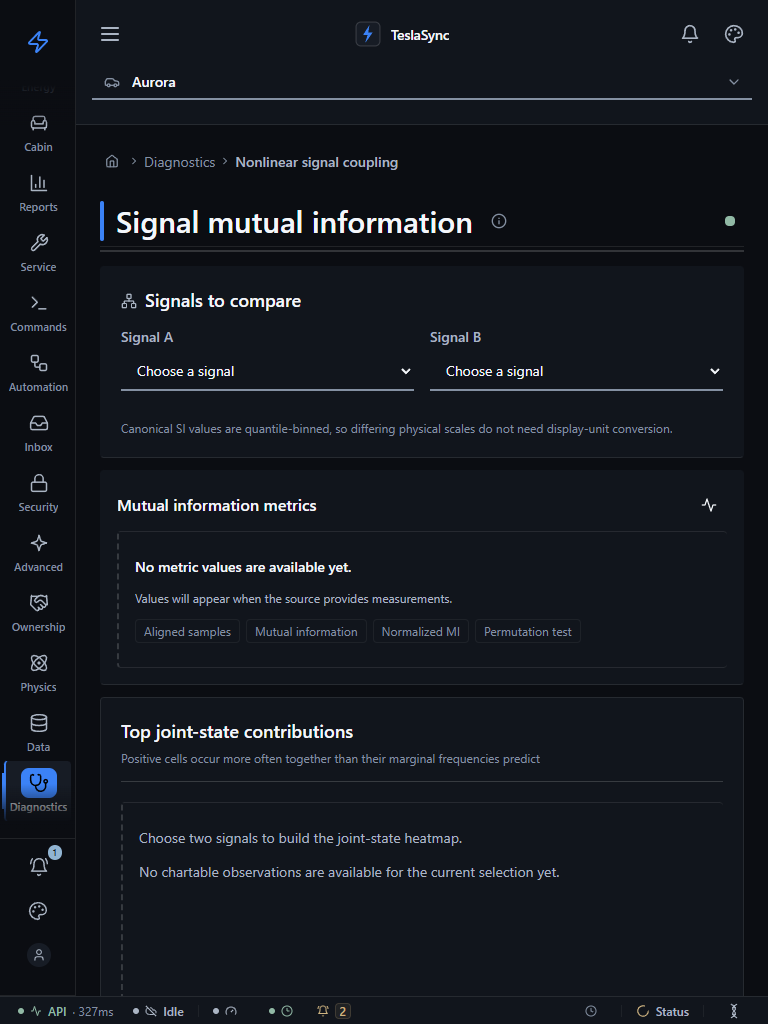 TeslaSync
Aurora
Energy
Cabin
Reports
Service
Commands
Automation
Inbox
Security
Advanced
Ownership
Physics
Data
Diagnostics
1
Diagnostics
Nonlinear signal coupling
Signal mutual information
Signals to compare
Signal A
Signal B
Choose a signal
Choose a signal
Canonical SI values are quantile-binned, so differing physical scales do not need display-unit conversion.
Mutual information metrics
No metric values are available yet.
Values will appear when the source provides measurements.
Aligned samples
Mutual information
Normalized MI
Permutation test
Top joint-state contributions
Positive cells occur more often together than their marginal frequencies predict
Choose two signals to build the joint-state heatmap.
No chartable observations are available for the current selection yet.
API · 327ms
Idle
2
Status